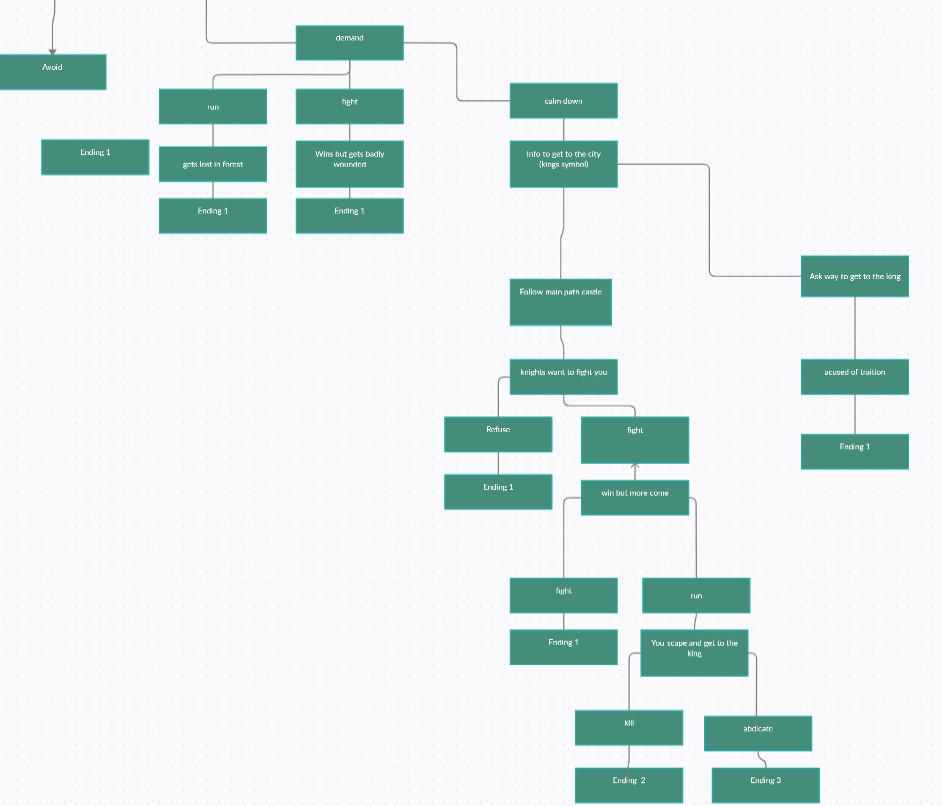 demand
Avoid
calm down
run
fight
Ending 1
gets lost in forest
Wins but gets badly
wounded
Info to get to the city
(kings symbol)
Ending 1
Ending 1
Ask way to get to the king
Follow main path castle
knights want to fight you
acused of traition
Refuse
fight
Ending 1
Ending 1
win but more come
fight
run
Ending 1
You scape and get to the
king
kill
abdicate
Ending 2
Ending 3